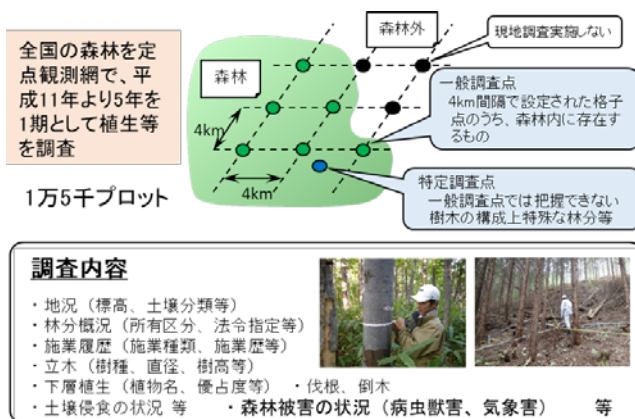 全国の森林を定
点観測網で、平
成11年より5年を
1期として植生等
を調査
1万5千プロット
森林
森林外
4km
4km
現地調査実施しない
一般調査点
4km間隔で設定された格子
点のうち、森林内に存在す
るもの
特定調査点
一般調査点では把握できない
樹木の構成上特殊な林分等
調査内容
・地況（標高、土壌分類等）
・林分概況（所有区分、法令指定等）
・施業履歴（施業種類、施業歴等）
・立木（樹種、直径、樹高等）
・下層植生（植物名、優占度等） ・伐根、倒木
・土壌侵食の状況 等 ・森林被害の状況（病虫獣害、気象害） 等